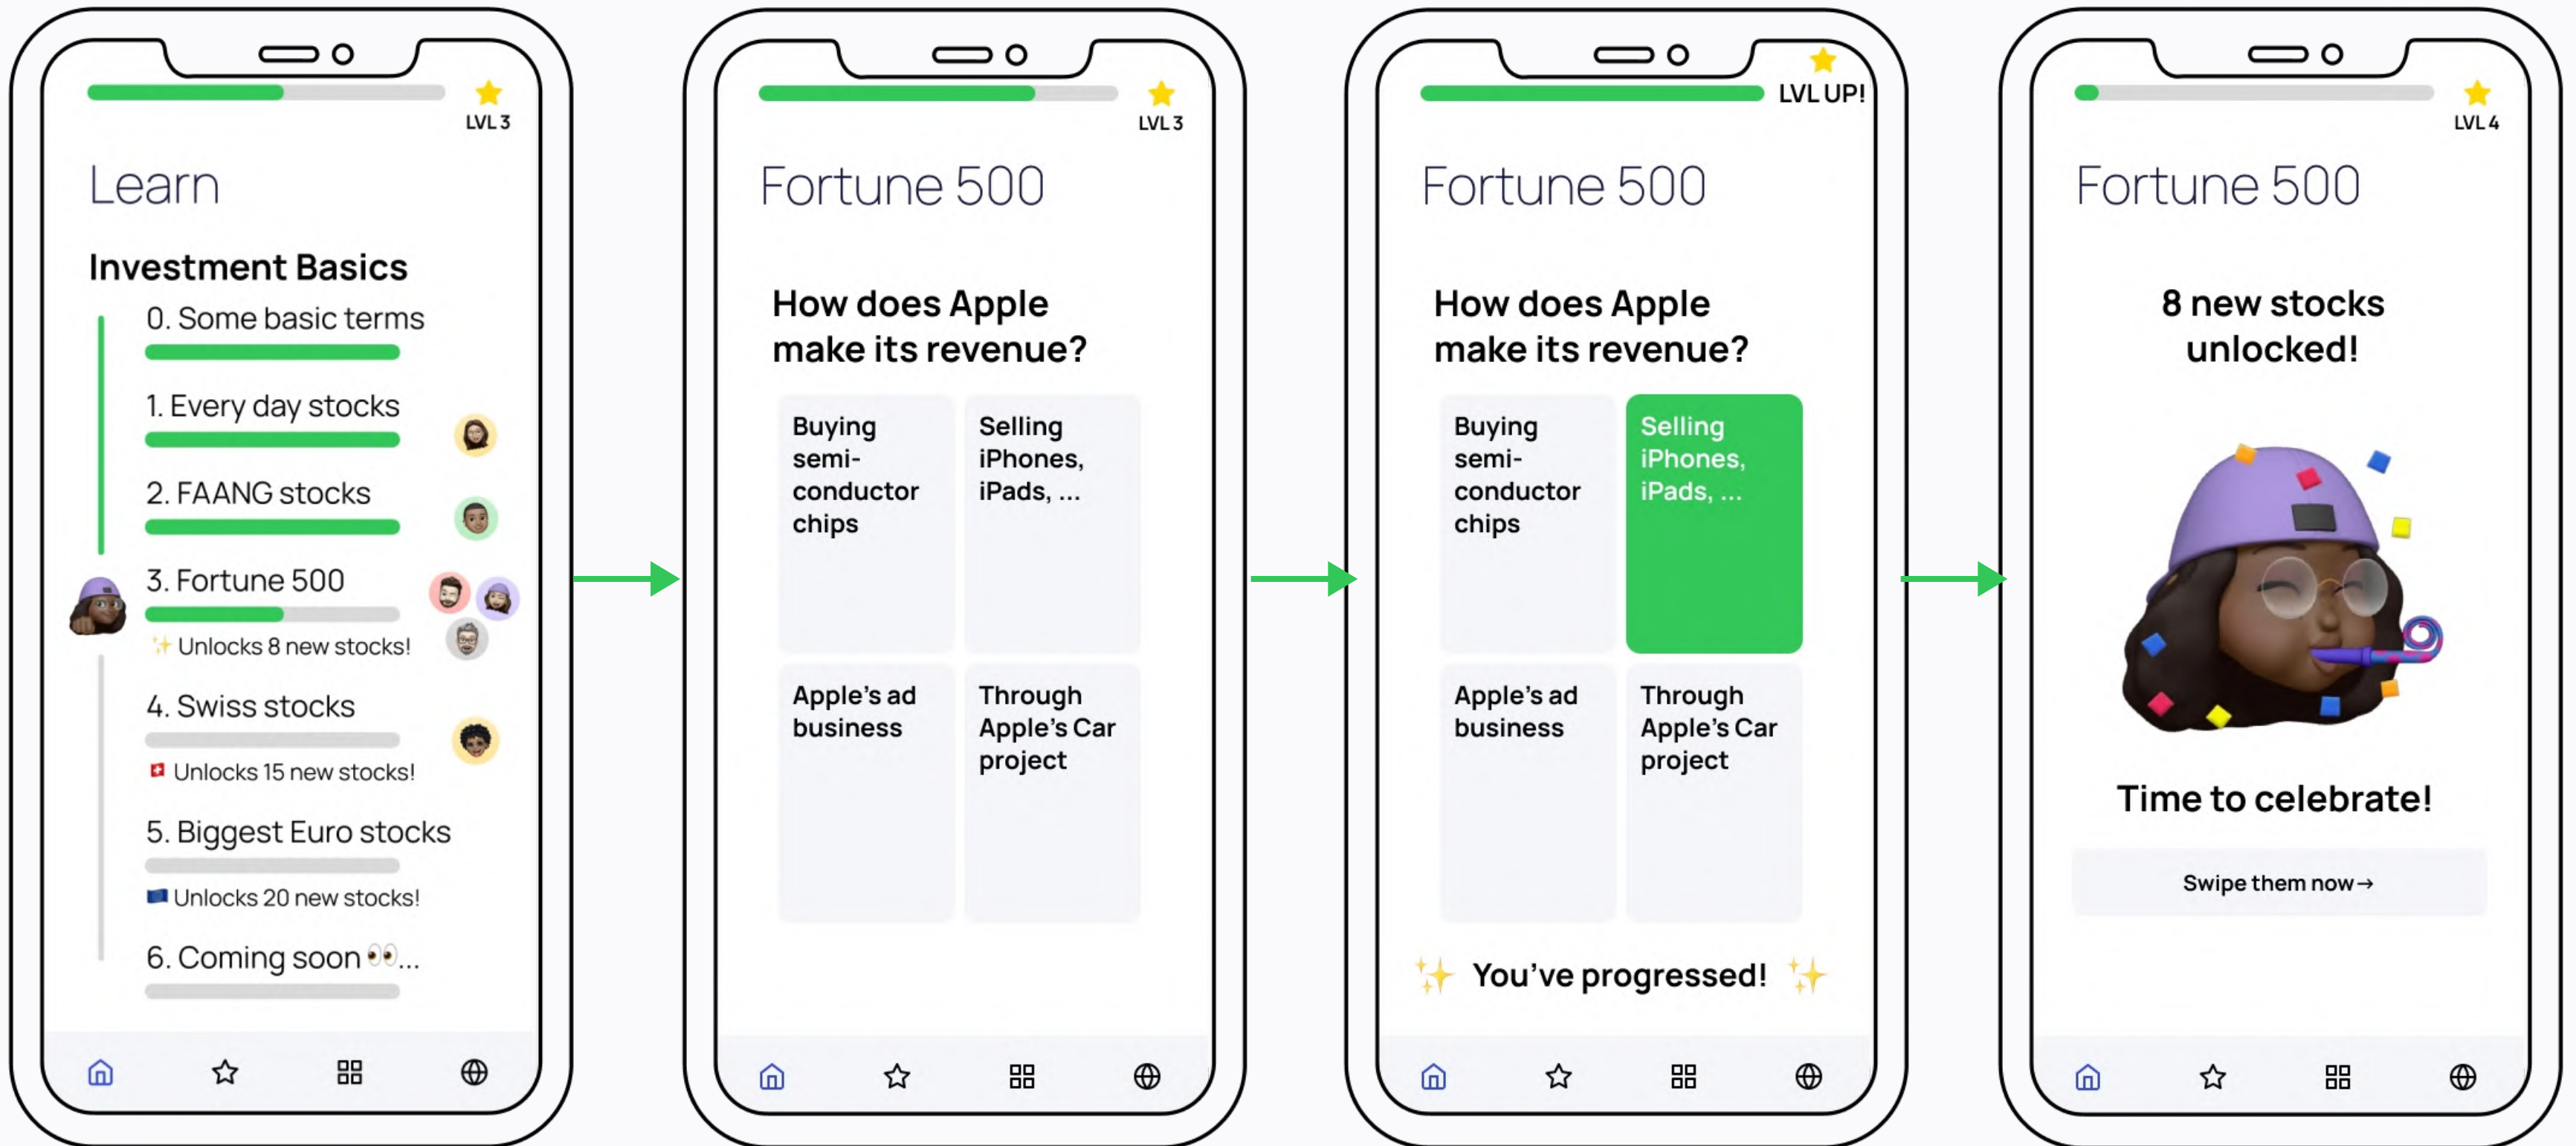 LVL 3
Learn
Investment Basics
0. Some basic terms
1. Every day stocks
2. FAANG stocks
3. Fortune 500
✨ Unlocks 8 new stocks!
4. Swiss stocks
🇨🇭 Unlocks 15 new stocks!
5. Biggest Euro stocks
🇪🇺 Unlocks 20 new stocks!
6. Coming soon 👀...
LVL 3
Fortune 500
How does Apple
make its revenue?
Buying
semi-
conductor
chips
Selling
iPhones,
iPads, ...
Apple's ad
business
Through
Apple's Car
project
LVL UP!
Fortune 500
How does Apple
make its revenue?
Buying
semi-
conductor
chips
Selling
iPhones,
iPads, ...
Apple's ad
business
Through
Apple's Car
project
✨ You've progressed! ✨
LVL 4
Fortune 500
8 new stocks
unlocked!
Time to celebrate!
Swipe them now→